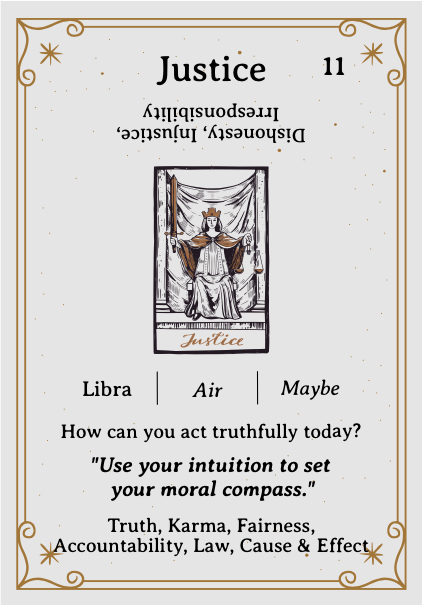 Justice 11
Dishonesty, Injustice,
Irresponsibility
Justice
Libra Air Maybe
How can you act truthfully today?
"Use your intuition to set
your moral compass."
Truth, Karma, Fairness,
Accountability, Law, Cause & Effect